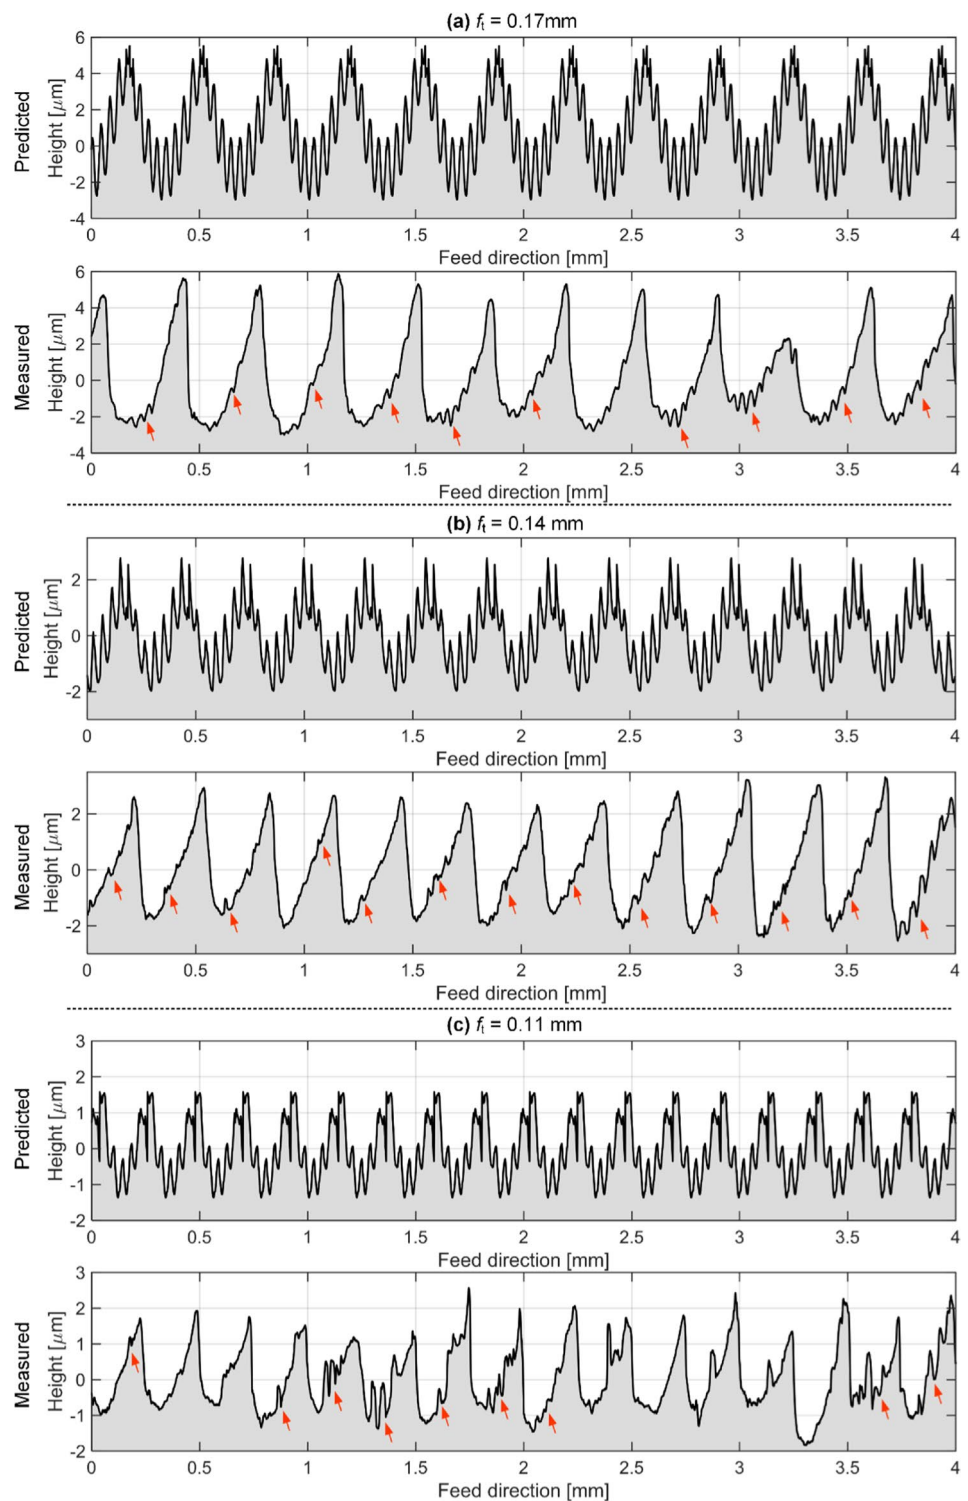 (a) fₜ = 0.17mm
Predicted
Height [μm]
6
4
2
0
-2
-4
0 0.5 1 1.5 2 2.5 3 3.5 4
Feed direction [mm]
Measured
Height [μm]
6
4
2
0
-2
-4
0 0.5 1 1.5 2 2.5 3 3.5 4
Feed direction [mm]
(b) fₜ = 0.14 mm
Predicted
Height [μm]
2
0
-2
0 0.5 1 1.5 2 2.5 3 3.5 4
Feed direction [mm]
Measured
Height [μm]
2
0
-2
0 0.5 1 1.5 2 2.5 3 3.5 4
Feed direction [mm]
(c) fₜ = 0.11 mm
Predicted
Height [μm]
3
2
1
0
-1
-2
0 0.5 1 1.5 2 2.5 3 3.5 4
Feed direction [mm]
Measured
Height [μm]
3
2
1
0
-1
-2
0 0.5 1 1.5 2 2.5 3 3.5 4
Feed direction [mm]